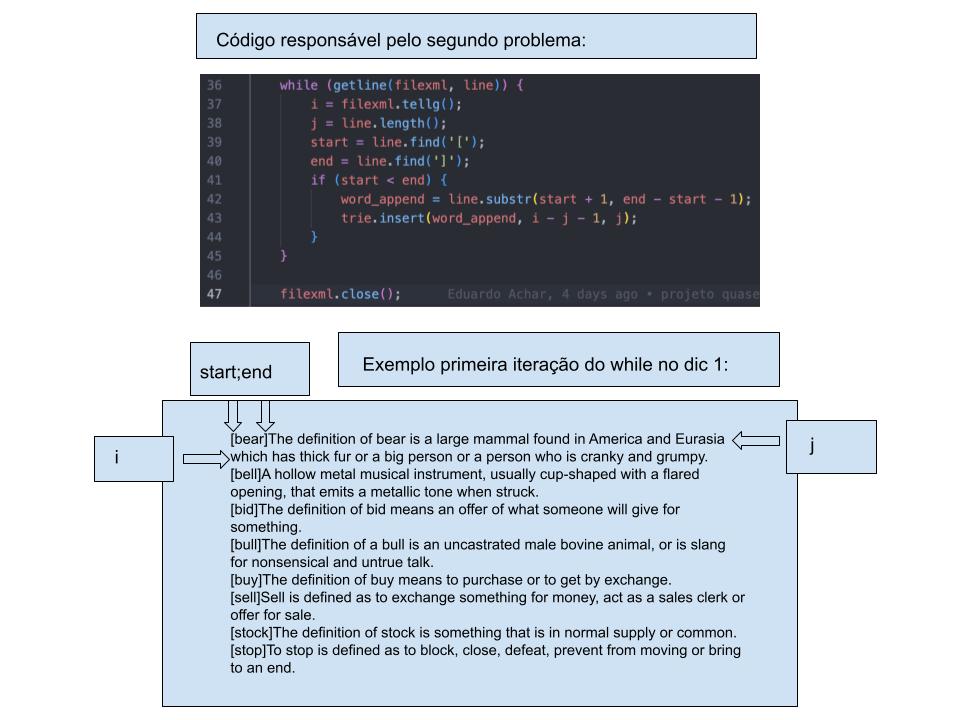 Código responsável pelo segundo problema:
36 while (getline(filexml, line)) {
37 i = filexml.tellg();
38 j = line.length();
39 start = line.find('[');
40 end = line.find(']');
41 if (start < end) {
42 word_append = line.substr(start + 1, end - start - 1);
43 trie.insert(word_append, i - j - 1, j);
44 }
45 }
46
47 filexml.close(); Eduardo Achar, 4 days ago • projeto quase
start;end
Exemplo primeira iteração do while no dic 1:
i
j
[bear]The definition of bear is a large mammal found in America and Eurasia
which has thick fur or a big person or a person who is cranky and grumpy.
[bell]A hollow metal musical instrument, usually cup-shaped with a flared
opening, that emits a metallic tone when struck.
[bid]The definition of bid means an offer of what someone will give for
something.
[bull]The definition of a bull is an uncastrated male bovine animal, or is slang
for nonsensical and untrue talk.
[buy]The definition of buy means to purchase or to get by exchange.
[sell]Sell is defined as to exchange something for money, act as a sales clerk or
offer for sale.
[stock]The definition of stock is something that is in normal supply or common.
[stop]To stop is defined as to block, close, defeat, prevent from moving or bring
to an end.